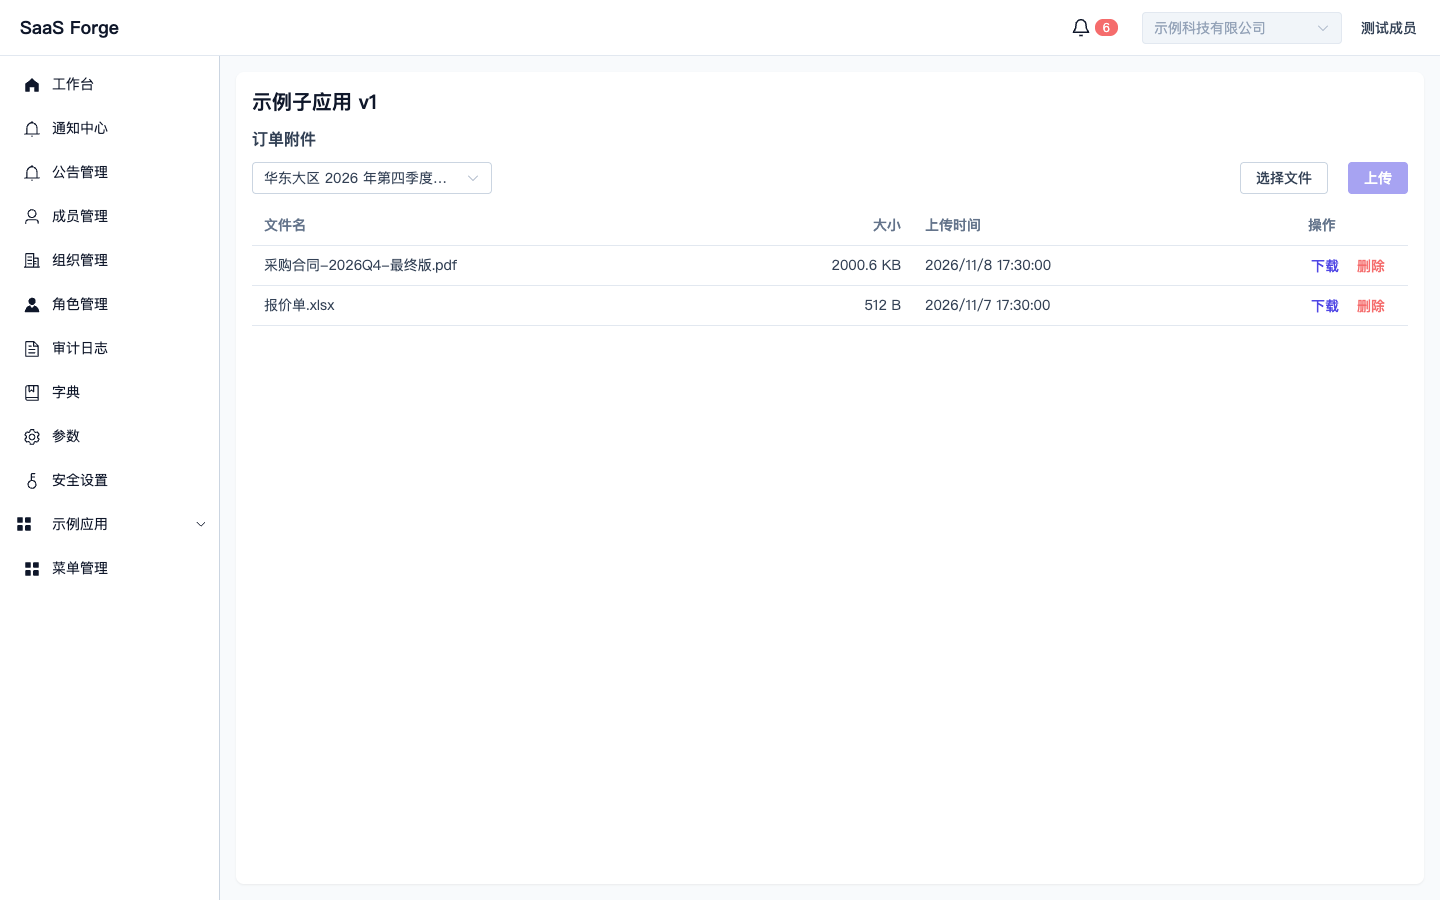 SaaS Forge
6
示例科技有限公司
测试成员
工作台
通知中心
公告管理
成员管理
组织管理
角色管理
审计日志
字典
参数
安全设置
示例应用
菜单管理
示例子应用 v1
订单附件
华东大区 2026 年第四季度...
选择文件
上传
文件名 大小 上传时间 操作
采购合同-2026Q4-最终版.pdf 2000.6 KB 2026/11/8 17:30:00 下载 删除
报价单.xlsx 512 B 2026/11/7 17:30:00 下载 删除